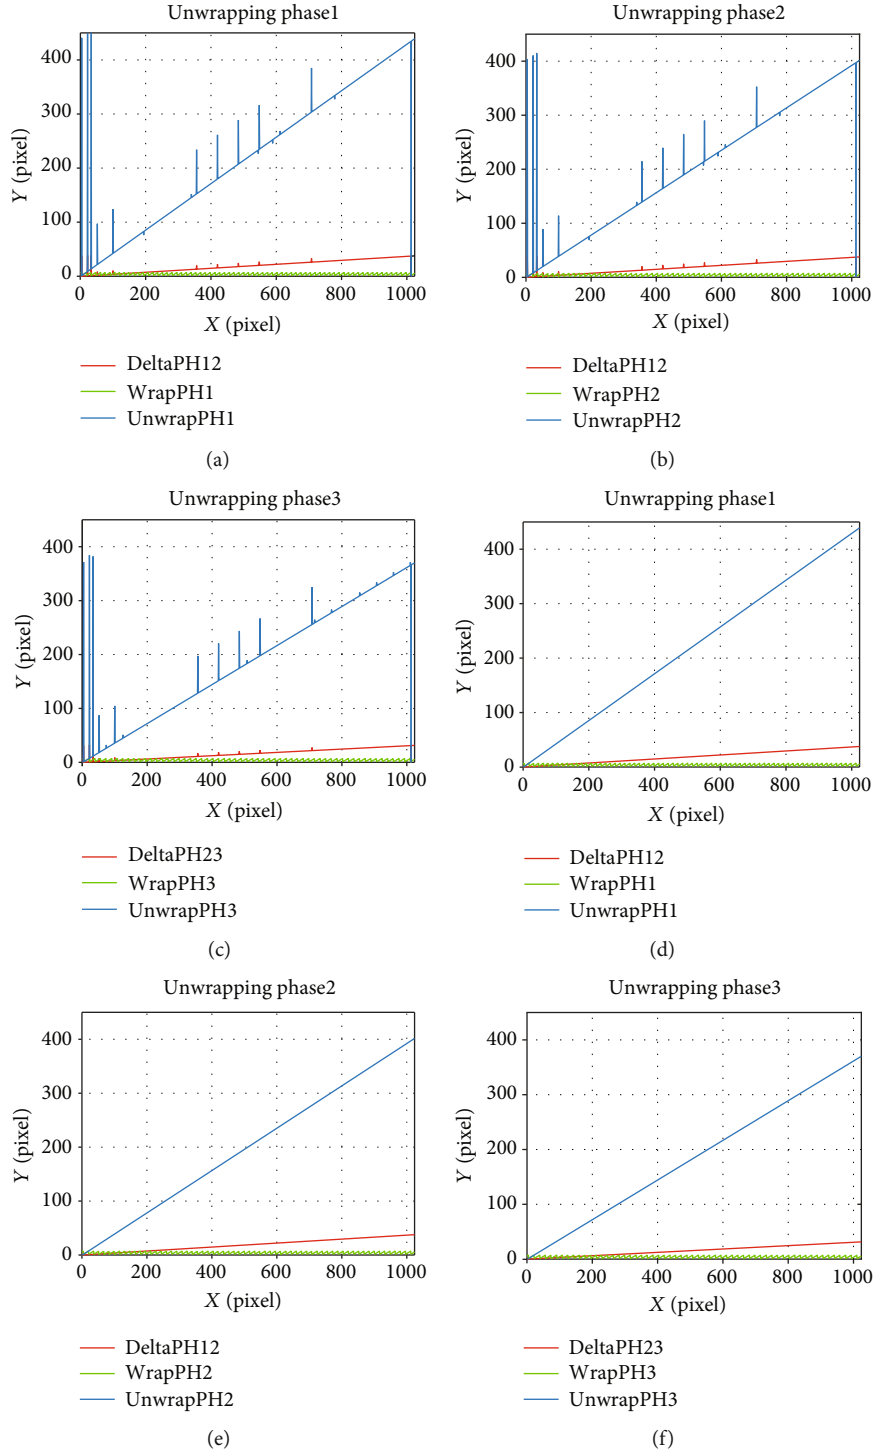 Unwrapping phase1
400
300
200
100
0
Y (pixel)
0 200 400 600 800 1000
X (pixel)
DeltaPH12
WrapPH1
UnwrapPH1
(a)
Unwrapping phase2
400
300
200
100
0
Y (pixel)
0 200 400 600 800 1000
X (pixel)
DeltaPH12
WrapPH2
UnwrapPH2
(b)
Unwrapping phase3
400
300
200
100
0
Y (pixel)
0 200 400 600 800 1000
X (pixel)
DeltaPH23
WrapPH3
UnwrapPH3
(c)
Unwrapping phase1
400
300
200
100
0
Y (pixel)
0 200 400 600 800 1000
X (pixel)
DeltaPH12
WrapPH1
UnwrapPH1
(d)
Unwrapping phase2
400
300
200
100
0
Y (pixel)
0 200 400 600 800 1000
X (pixel)
DeltaPH12
WrapPH2
UnwrapPH2
(e)
Unwrapping phase3
400
300
200
100
0
Y (pixel)
0 200 400 600 800 1000
X (pixel)
DeltaPH23
WrapPH3
UnwrapPH3
(f)